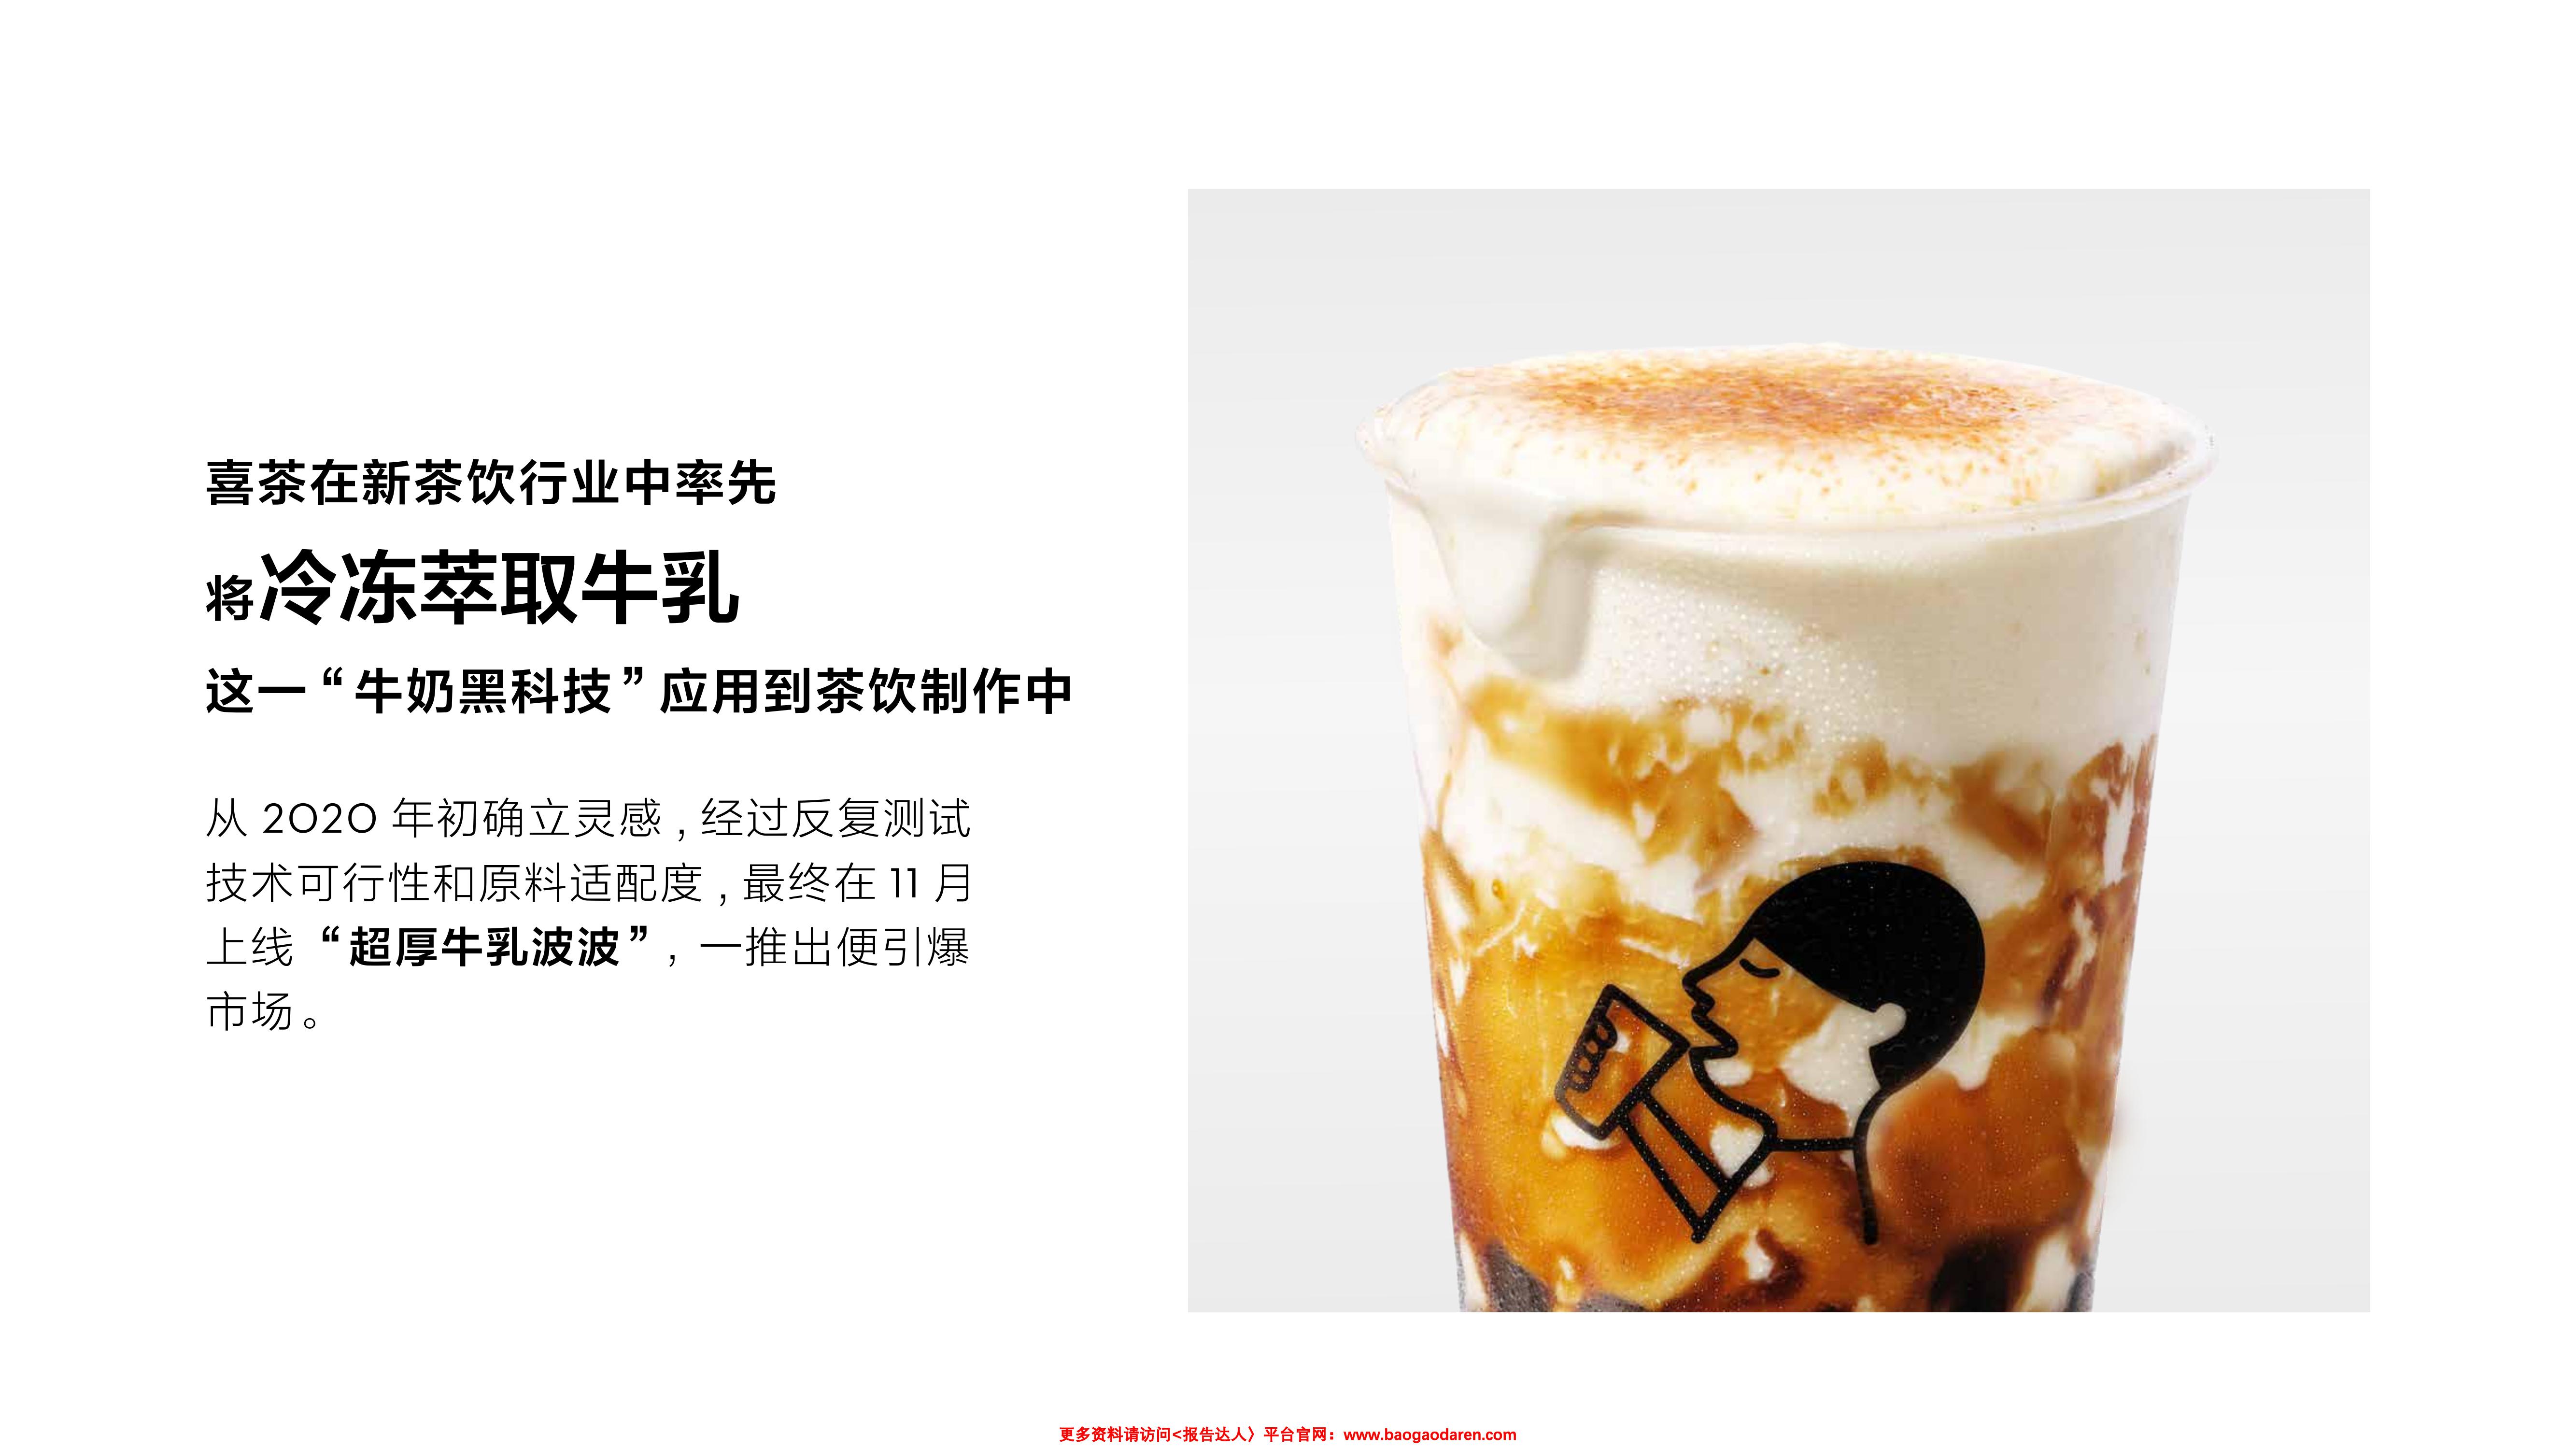 喜茶在新茶饮行业中率先
将冷冻萃取牛乳
这一“牛奶黑科技”应用到茶饮制作中
从 2020 年初确立灵感,经过反复测试
技术可行性和原料适配度,最终在 11 月
上线“超厚牛乳波波”,一推出便引爆
市场。
更多资料请访问<报告达人〉平台官网：www.baogaodaren.com